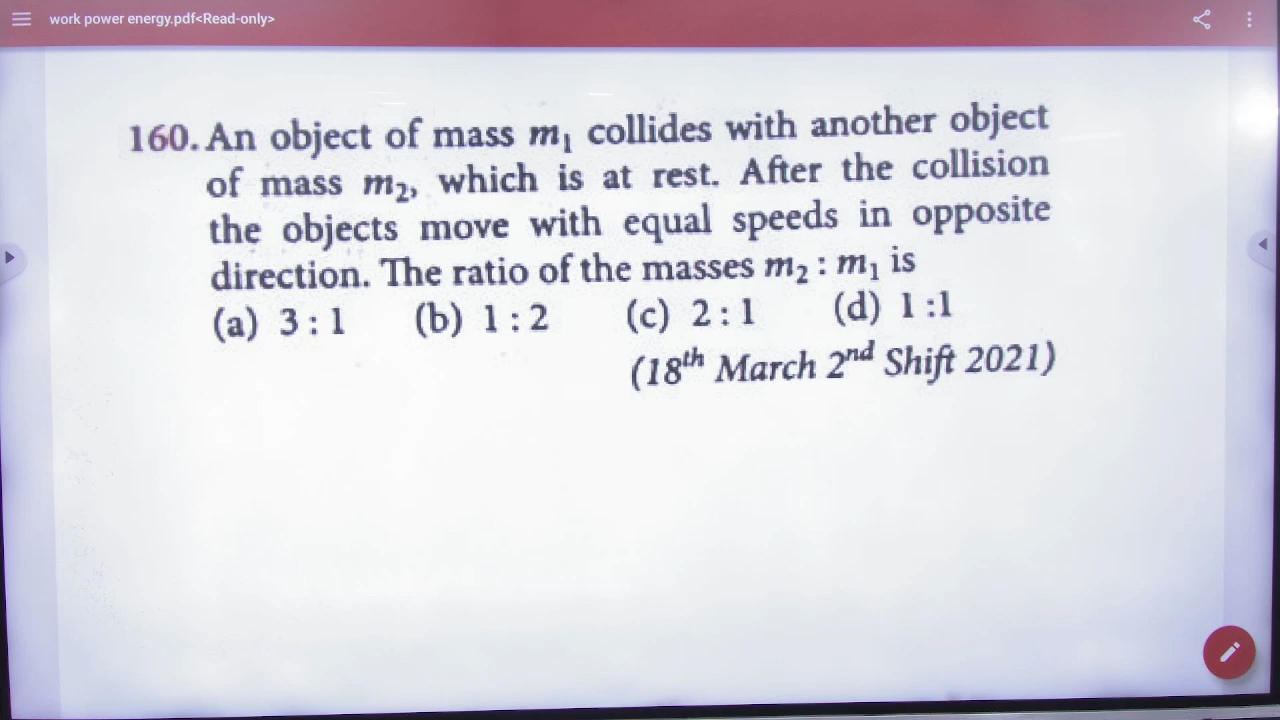 work power energy.pdf<Read-only>
160. An object of mass m₁ collides with another object
of mass m₂, which is at rest. After the collision
the objects move with equal speeds in opposite
direction. The ratio of the masses m₂ : m₁ is
(a) 3 : 1 (b) 1 : 2 (c) 2 : 1 (d) 1 :1
(18th March 2nd Shift 2021)